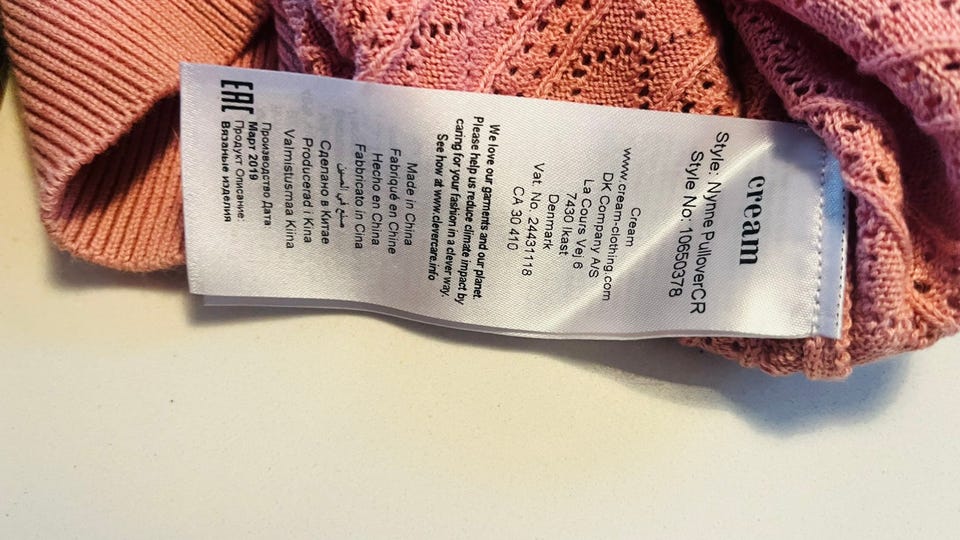 cream
Style: Nynne PulloverCR
Style No: 10650378
Cream
www.cream-clothing.com
DK Company A/S
La Cours Vej 6
7430 Ikast
Denmark
Vat. No. 24431118
CA 30 410
We love our garments and our planet.
Please help us reduce climate impact by
caring for your fashion in a clever way.
See how at www.clevercare.info
Made in China
Fabriqué en Chine
Hecho en China
Fabbricato in Cina
صنع في الصين
Сделано в Китае
Producerad i Kina
Valmistusmaa Kiina
Производство Дата
Март 2019
Продукт Описание:
Вязаные изделия
EAC